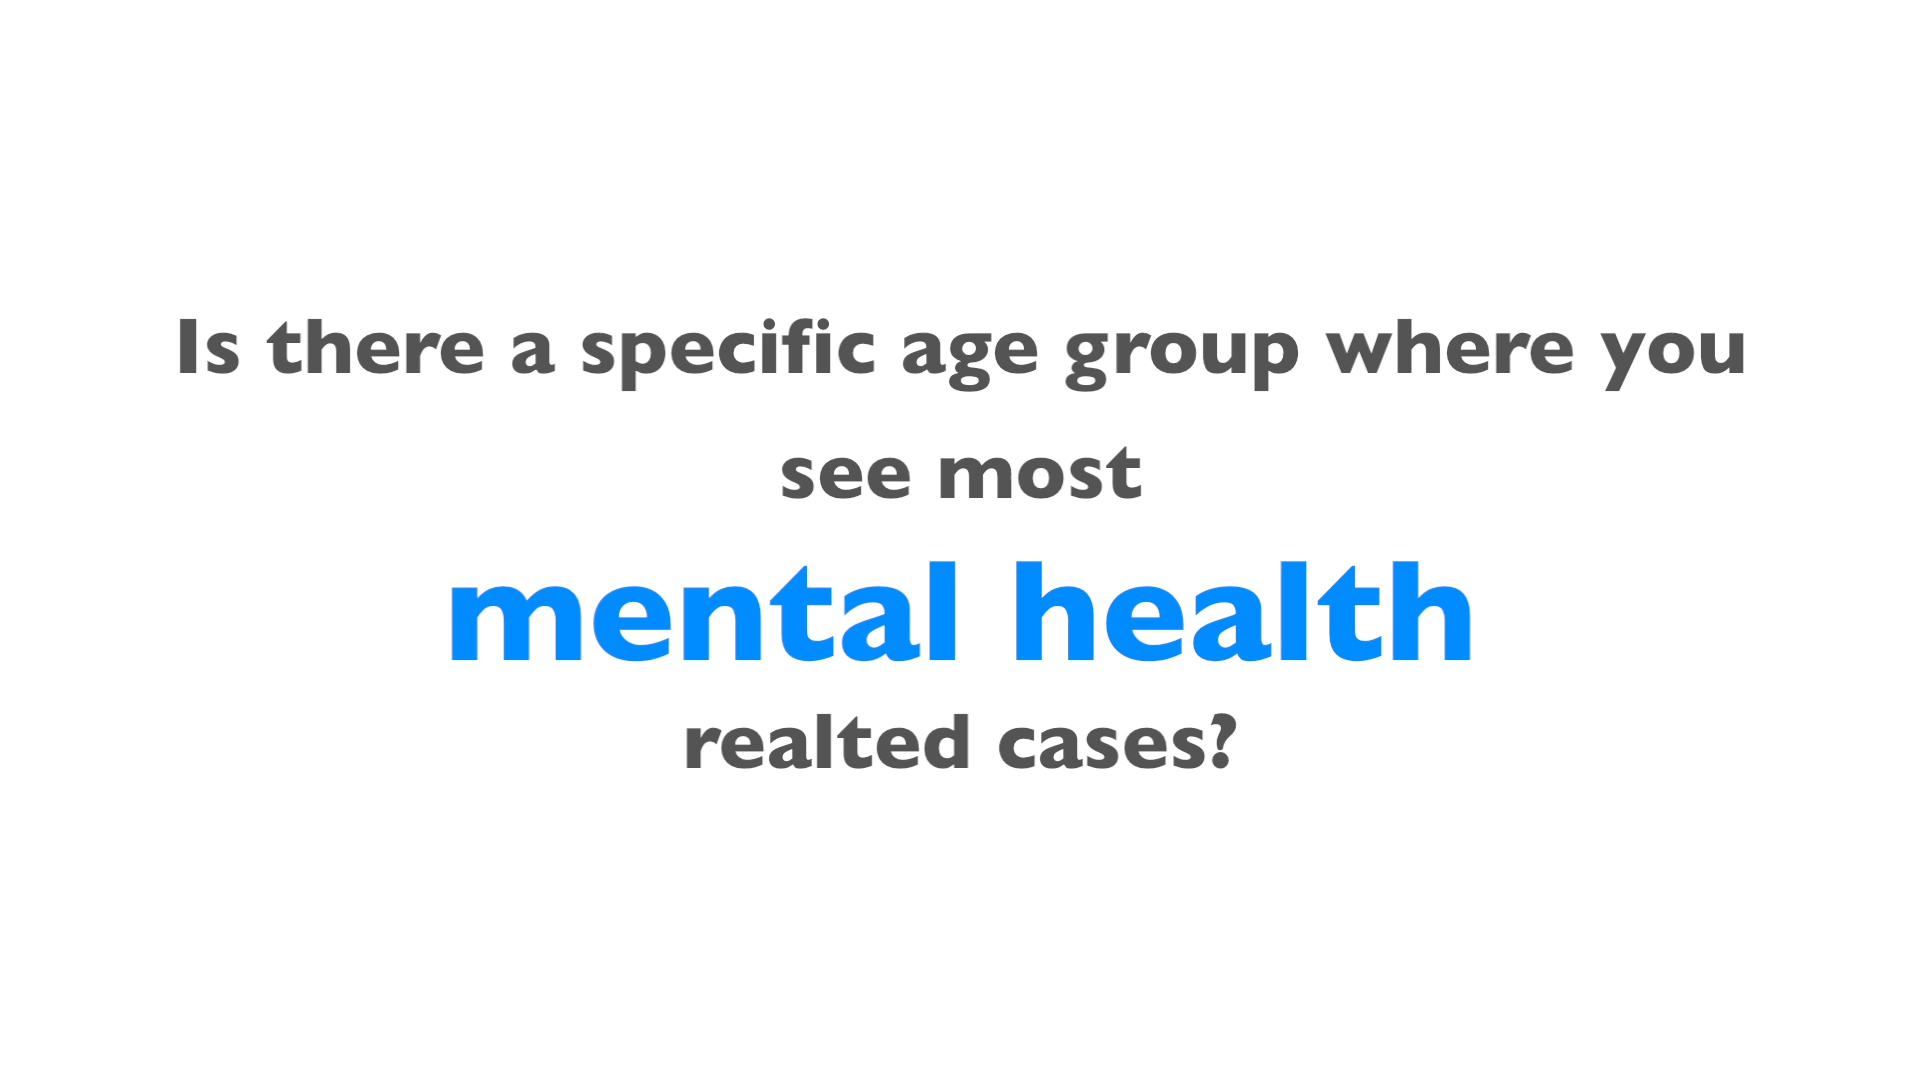 Is there a specific age group where you
see most
mental health
realted cases?